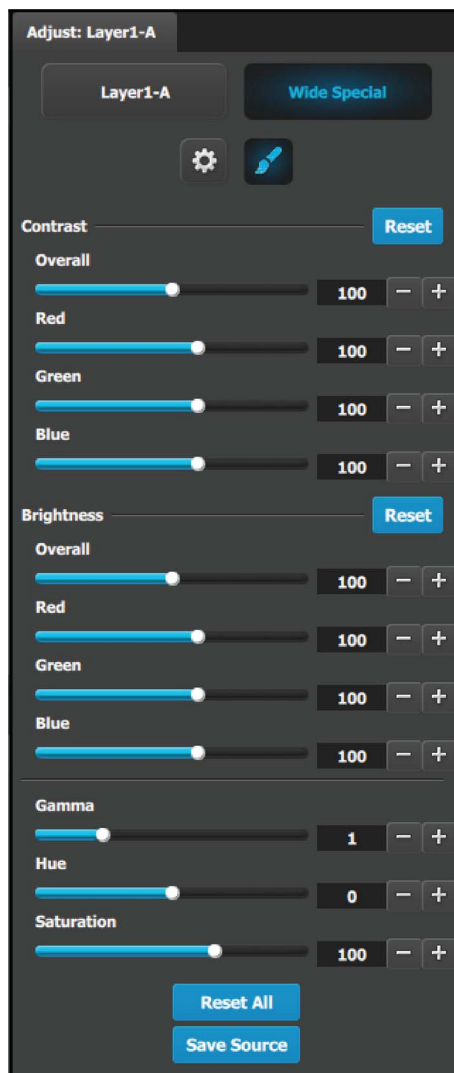 Adjust: Layer1-A
Layer1-A Wide Special
Contrast Reset
Overall
100 − +
Red
100 − +
Green
100 − +
Blue
100 − +
Brightness Reset
Overall
100 − +
Red
100 − +
Green
100 − +
Blue
100 − +
Gamma
1 − +
Hue
0 − +
Saturation
100 − +
Reset All
Save Source